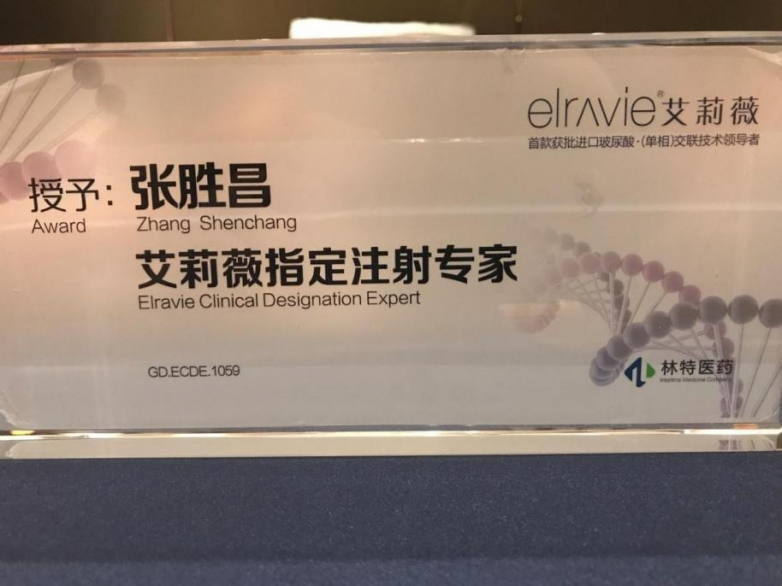 elravie®艾莉薇
首款获批进口玻尿酸·(单相)交联技术领导者
授予: 张胜昌
Award Zhang Shenchang
艾莉薇指定注射专家
Elravie Clinical Designation Expert
GD.ECDE.1059
林特医药